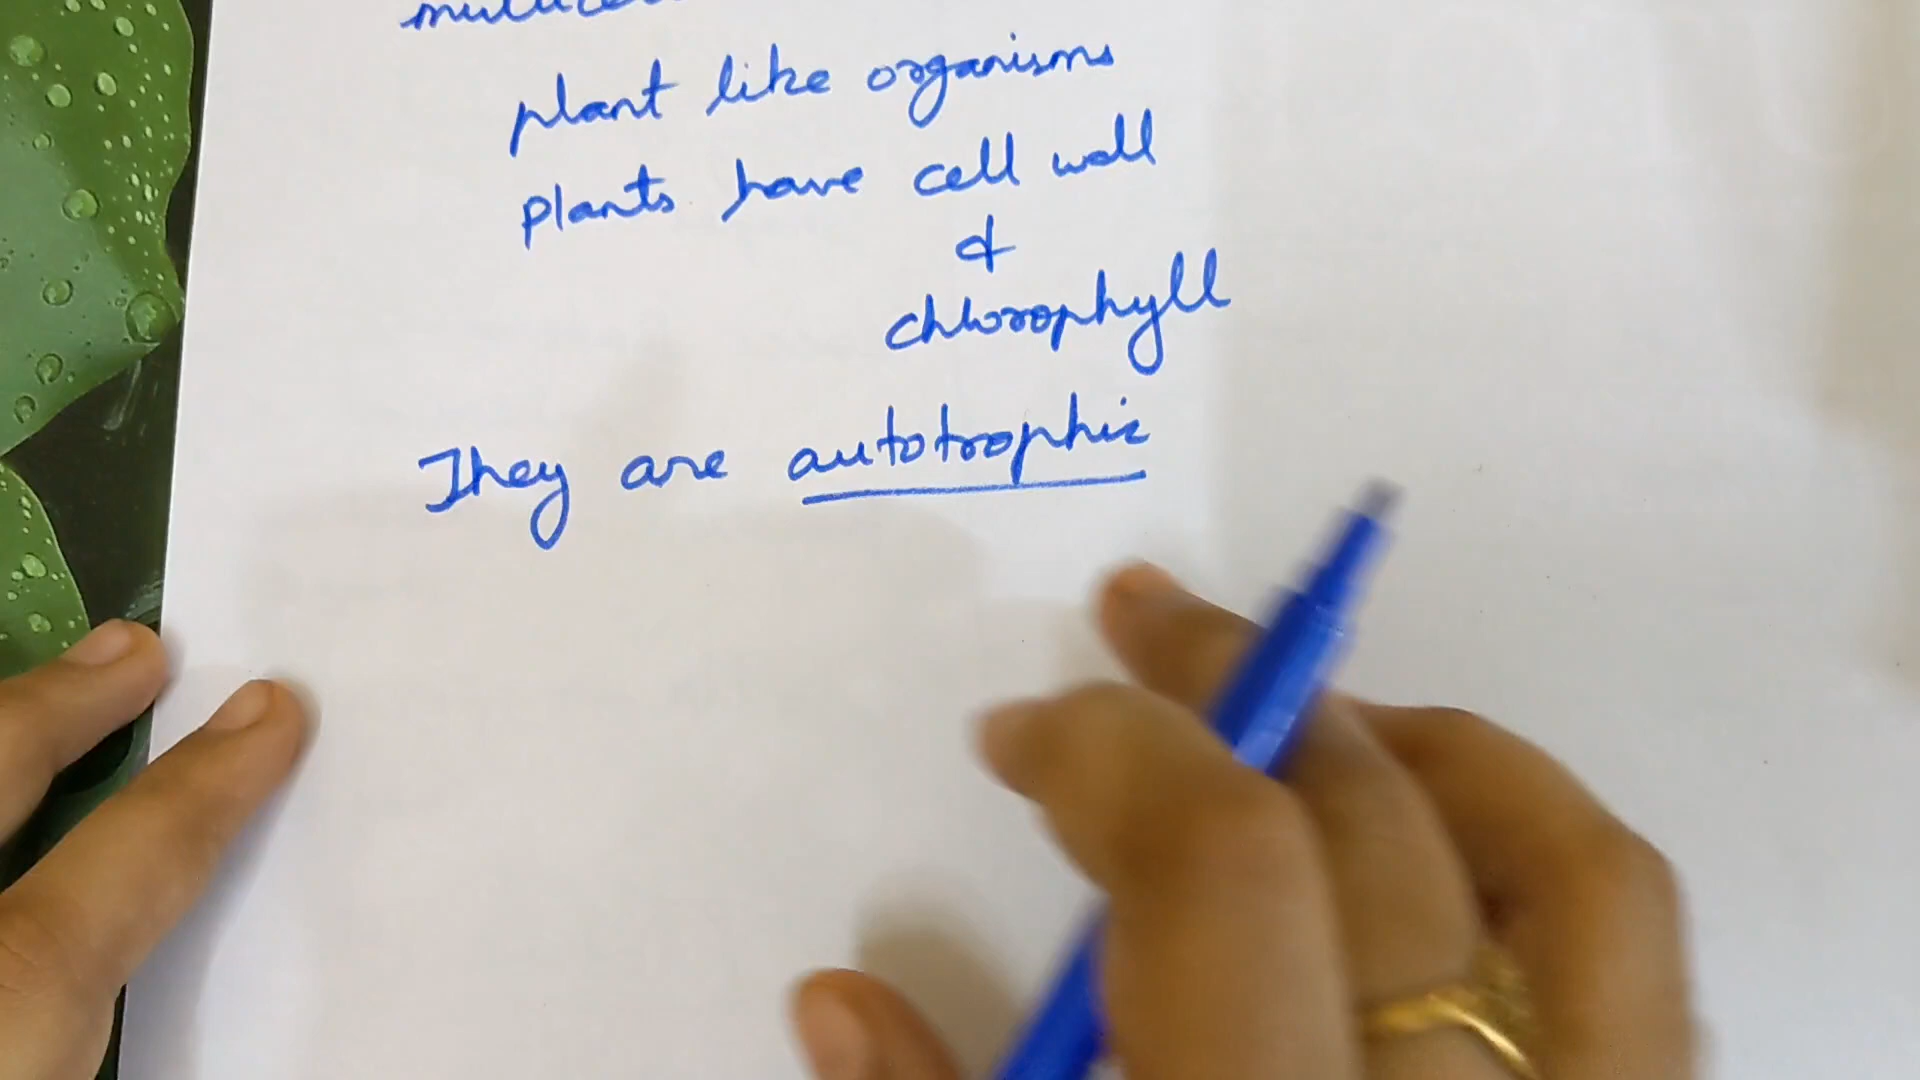 plant like organisms
plants have cell wall
&
chlorophyll
They are autotrophic